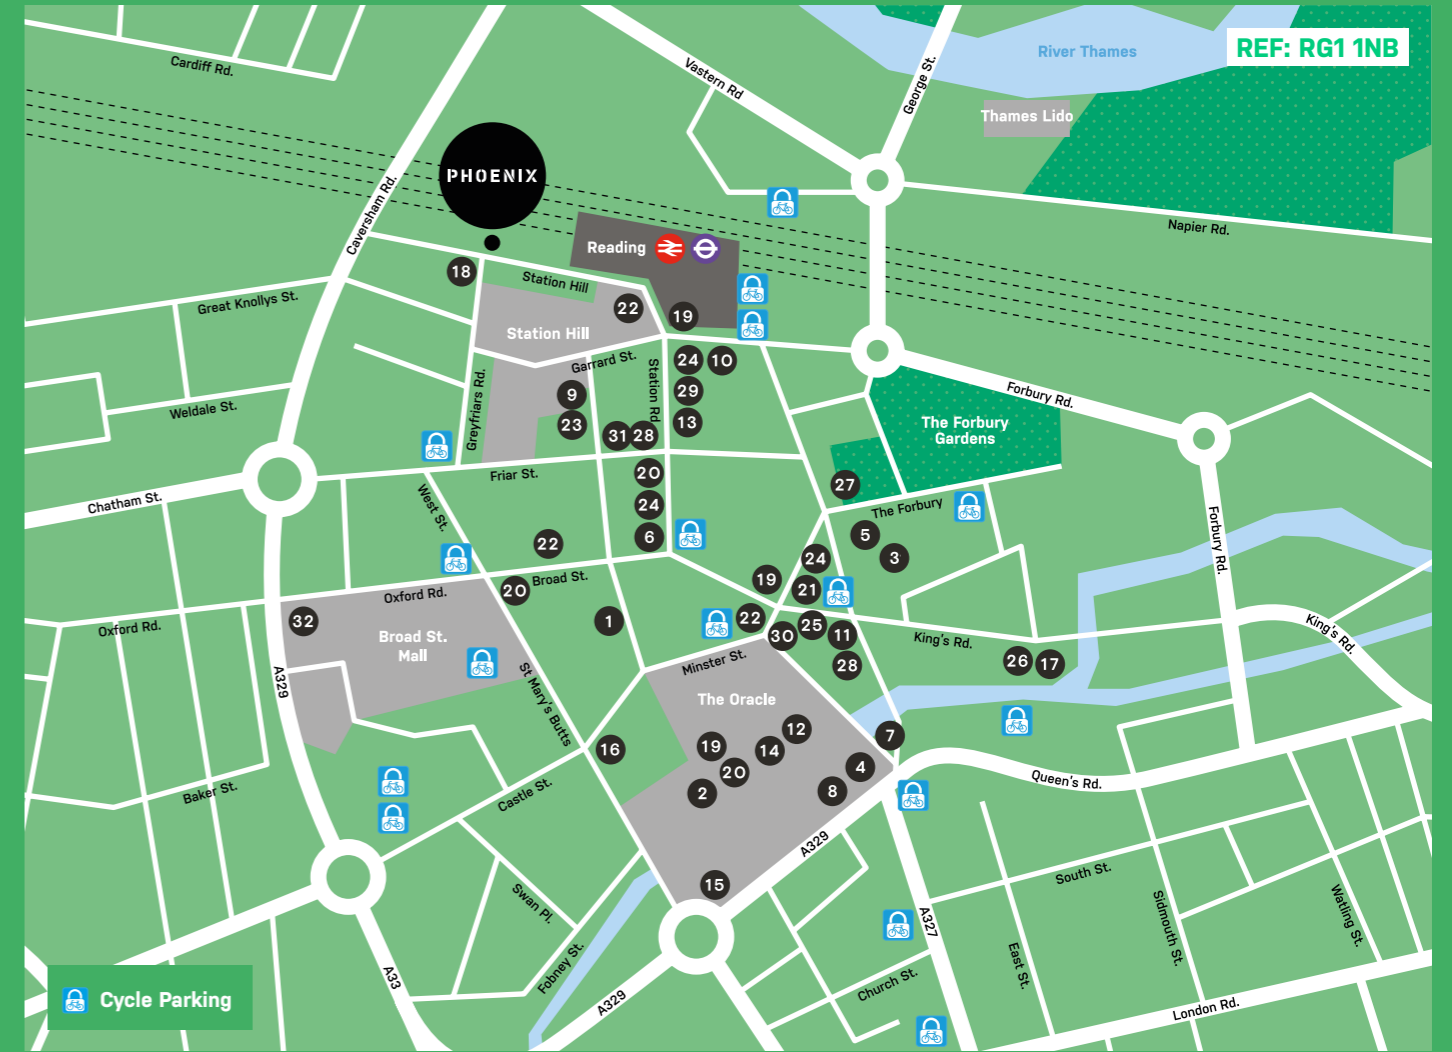 Cardiff Rd.
Vastern Rd
George St.
River Thames
REF: RG1 1NB
Thames Lido
PHOENIX
Caversham Rd.
Napier Rd.
Reading
18
Station Hill
22
19
Great Knollys St.
Station Hill
Garrard St.
Station Rd
24
10
9
29
23
13
31
28
Greyfriars Rd.
Weldale St.
Forbury Rd.
The Forbury
Gardens
Friar St.
20
27
Chatham St.
West St.
24
The Forbury
6
5
22
3
24
Forbury Rd.
19
21
20
Broad St.
Oxford Rd.
32
Oxford Rd.
Broad St.
Mall
1
22
30
25
11
28
King's Rd.
King's Rd.
26
17
Minster St.
A329
St Mary's Butts
The Oracle
16
19
12
14
20
2
7
4
8
Queen's Rd.
Baker St.
Castle St.
A329
15
South St.
Swan Pl.
A327
Sidmouth St.
Watling St.
East St.
Fobney St.
A33
A329
Church St.
London Rd.
Cycle Parking